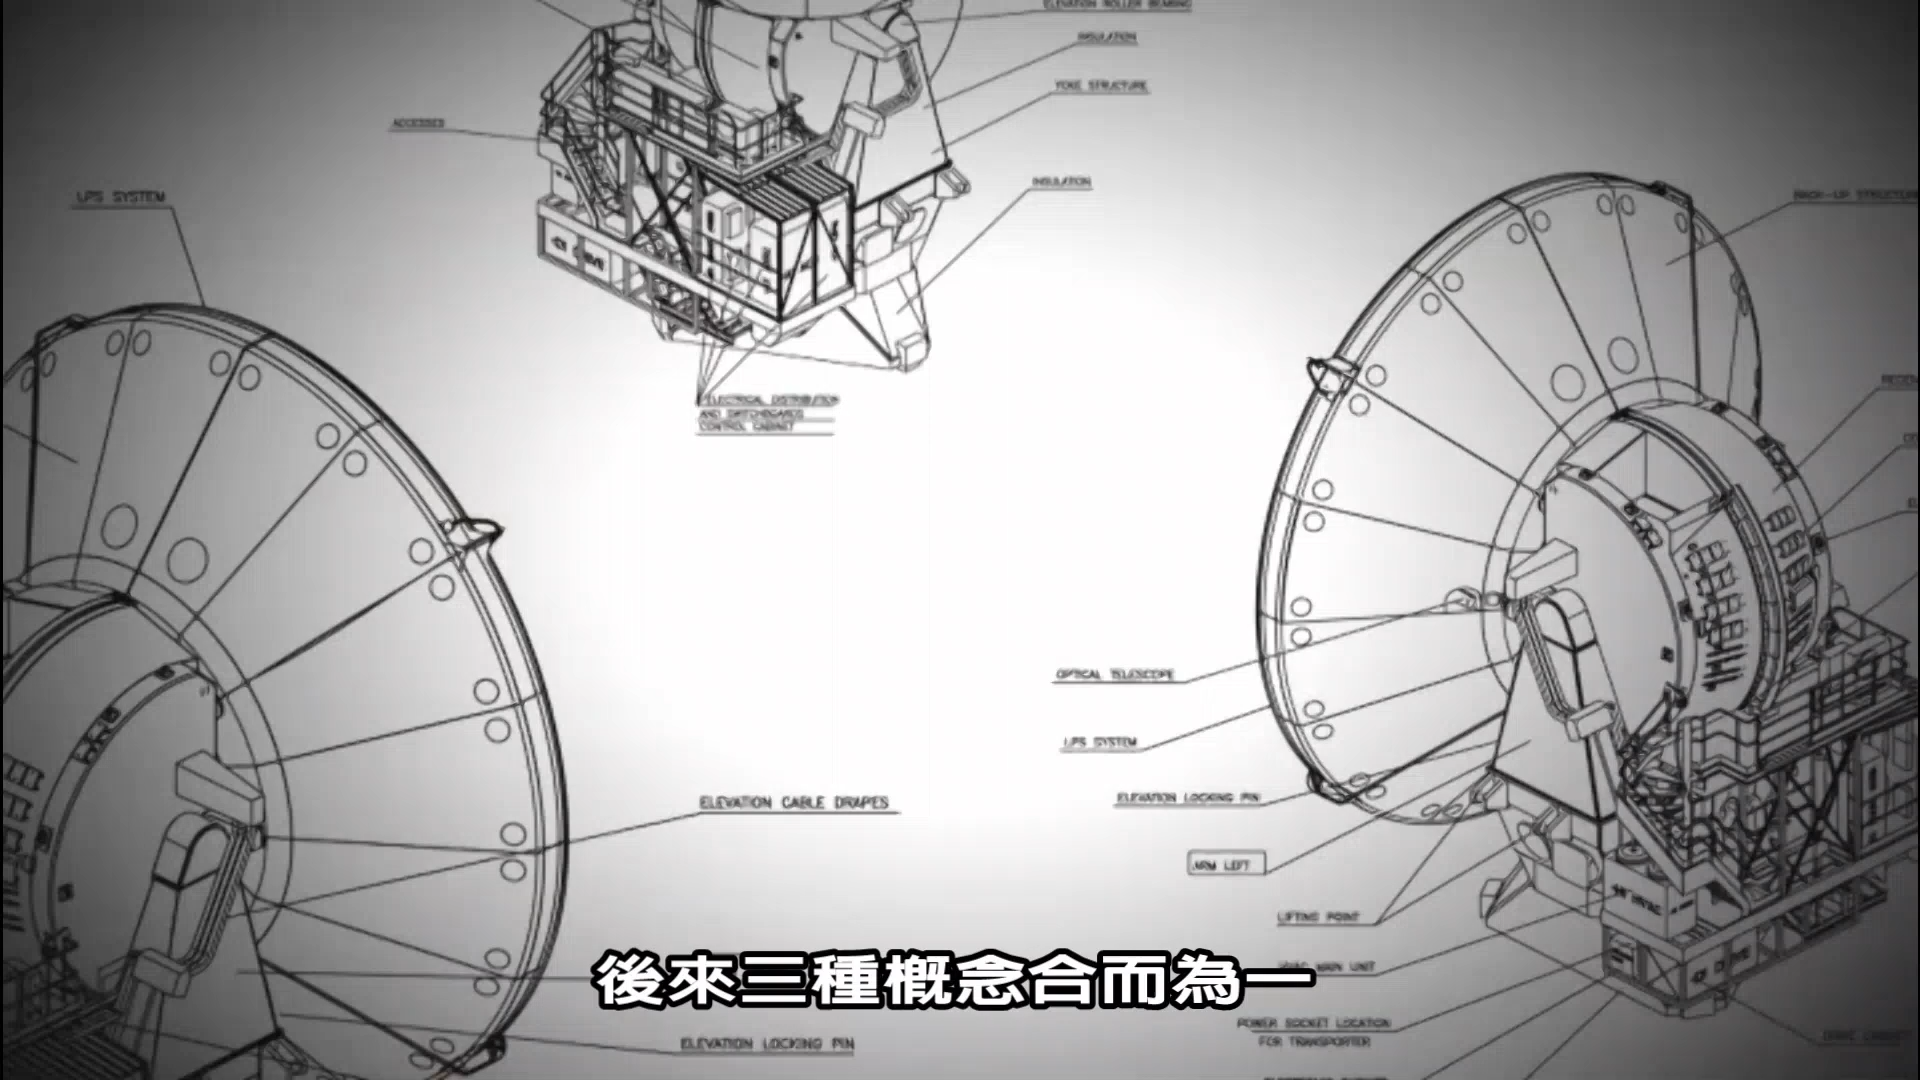 ELEVATION ROLLER BEARING
INSULATION
YOKE STRUCTURE
ACCESSES
INSULATION
LPS SYSTEM
BACK-UP STRUCTURE
ELECTRICAL DISTRIBUTION
AND SWITCHBOARDS
CONTROL CABINET
OPTICAL TELESCOPE
LPS SYSTEM
ELEVATION LOCKING PIN
ELEVATION CABLE DRAPES
ARM LEFT
LIFTING POINT
HVAC MAIN UNIT
後來三種概念合而為一
POWER SOCKET LOCATION
FOR TRANSPORTER
ELEVATION LOCKING PIN